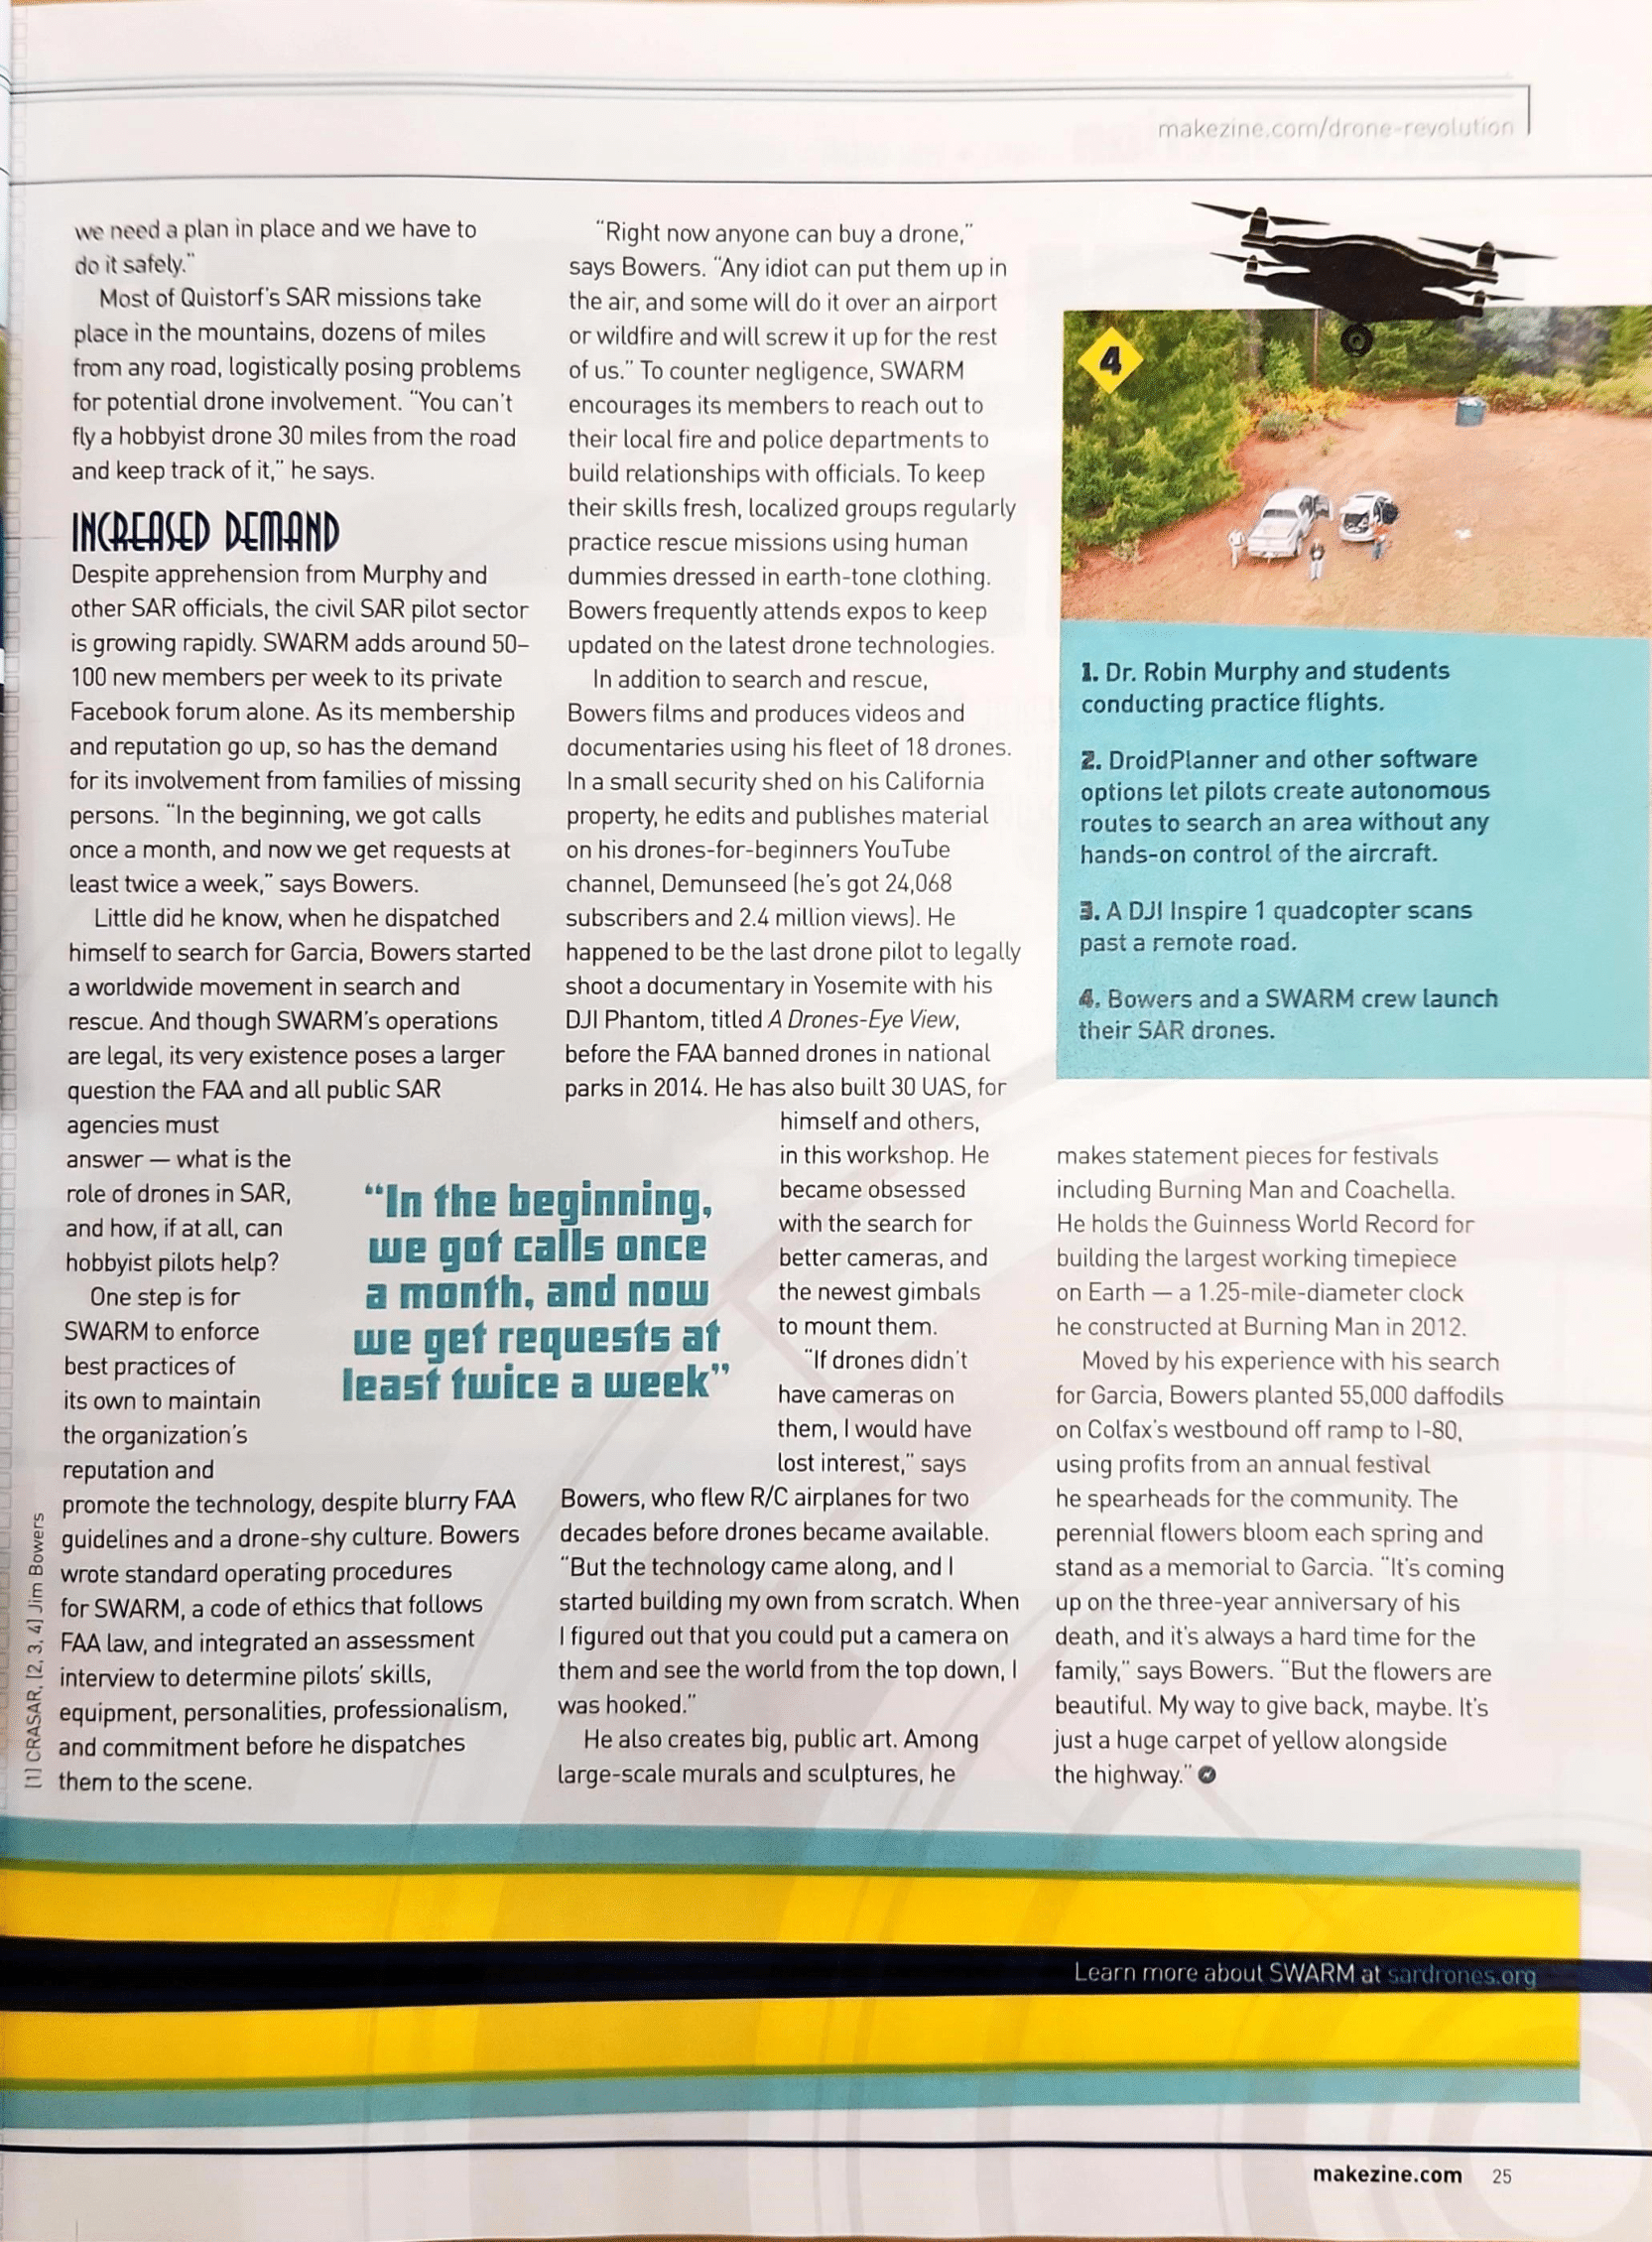 makezine.com/drone-revolution
we need a plan in place and we have to
do it safely.”
Most of Quistorf’s SAR missions take
place in the mountains, dozens of miles
from any road, logistically posing problems
for potential drone involvement. “You can’t
fly a hobbyist drone 30 miles from the road
and keep track of it,” he says.
INCREASED DEMAND
Despite apprehension from Murphy and
other SAR officials, the civil SAR pilot sector
is growing rapidly. SWARM adds around 50–
100 new members per week to its private
Facebook forum alone. As its membership
and reputation go up, so has the demand
for its involvement from families of missing
persons. “In the beginning, we got calls
once a month, and now we get requests at
least twice a week,” says Bowers.
Little did he know, when he dispatched
himself to search for Garcia, Bowers started
a worldwide movement in search and
rescue. And though SWARM’s operations
are legal, its very existence poses a larger
question the FAA and all public SAR
agencies must
answer — what is the
role of drones in SAR,
and how, if at all, can
hobbyist pilots help?
One step is for
SWARM to enforce
best practices of
its own to maintain
the organization’s
reputation and
promote the technology, despite blurry FAA
guidelines and a drone-shy culture. Bowers
wrote standard operating procedures
for SWARM, a code of ethics that follows
FAA law, and integrated an assessment
interview to determine pilots’ skills,
equipment, personalities, professionalism,
and commitment before he dispatches
them to the scene.
“In the beginning,
we got calls once
a month, and now
we get requests at
least twice a week”
“Right now anyone can buy a drone,”
says Bowers. “Any idiot can put them up in
the air, and some will do it over an airport
or wildfire and will screw it up for the rest
of us.” To counter negligence, SWARM
encourages its members to reach out to
their local fire and police departments to
build relationships with officials. To keep
their skills fresh, localized groups regularly
practice rescue missions using human
dummies dressed in earth-tone clothing.
Bowers frequently attends expos to keep
updated on the latest drone technologies.
In addition to search and rescue,
Bowers films and produces videos and
documentaries using his fleet of 18 drones.
In a small security shed on his California
property, he edits and publishes material
on his drones-for-beginners YouTube
channel, Demunseed (he’s got 24,068
subscribers and 2.4 million views). He
happened to be the last drone pilot to legally
shoot a documentary in Yosemite with his
DJI Phantom, titled A Drones-Eye View,
before the FAA banned drones in national
parks in 2014. He has also built 30 UAS, for
himself and others,
in this workshop. He
became obsessed
with the search for
better cameras, and
the newest gimbals
to mount them.
“If drones didn’t
have cameras on
them, I would have
lost interest,” says
Bowers, who flew R/C airplanes for two
decades before drones became available.
“But the technology came along, and I
started building my own from scratch. When
I figured out that you could put a camera on
them and see the world from the top down, I
was hooked.”
He also creates big, public art. Among
large-scale murals and sculptures, he
4
1. Dr. Robin Murphy and students
conducting practice flights.
2. DroidPlanner and other software
options let pilots create autonomous
routes to search an area without any
hands-on control of the aircraft.
3. A DJI Inspire 1 quadcopter scans
past a remote road.
4. Bowers and a SWARM crew launch
their SAR drones.
makes statement pieces for festivals
including Burning Man and Coachella.
He holds the Guinness World Record for
building the largest working timepiece
on Earth — a 1.25-mile-diameter clock
he constructed at Burning Man in 2012.
Moved by his experience with his search
for Garcia, Bowers planted 55,000 daffodils
on Colfax’s westbound off ramp to I-80,
using profits from an annual festival
he spearheads for the community. The
perennial flowers bloom each spring and
stand as a memorial to Garcia. “It’s coming
up on the three-year anniversary of his
death, and it’s always a hard time for the
family,” says Bowers. “But the flowers are
beautiful. My way to give back, maybe. It’s
just a huge carpet of yellow alongside
the highway.”
[1] CRASAR, [2, 3, 4] Jim Bowers
Learn more about SWARM at sardrones.org
makezine.com 25